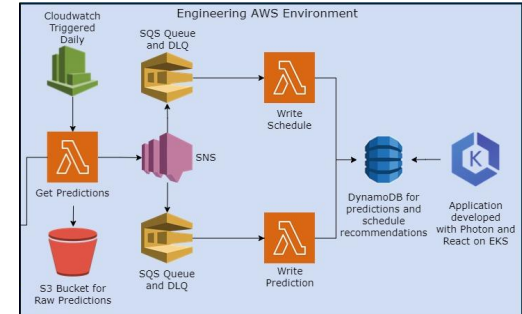 Engineering AWS Environment
Cloudwatch
Triggered
Daily
SQS Queue
and DLQ
Write
Schedule
Get Predictions
SNS
DynamoDB for
predictions and
schedule
recommendations)
K
Application
developed
with Photon and
React on EKS
S3 Bucket for
Raw Predictions
SQS Queue
and DLQ
Write
Prediction